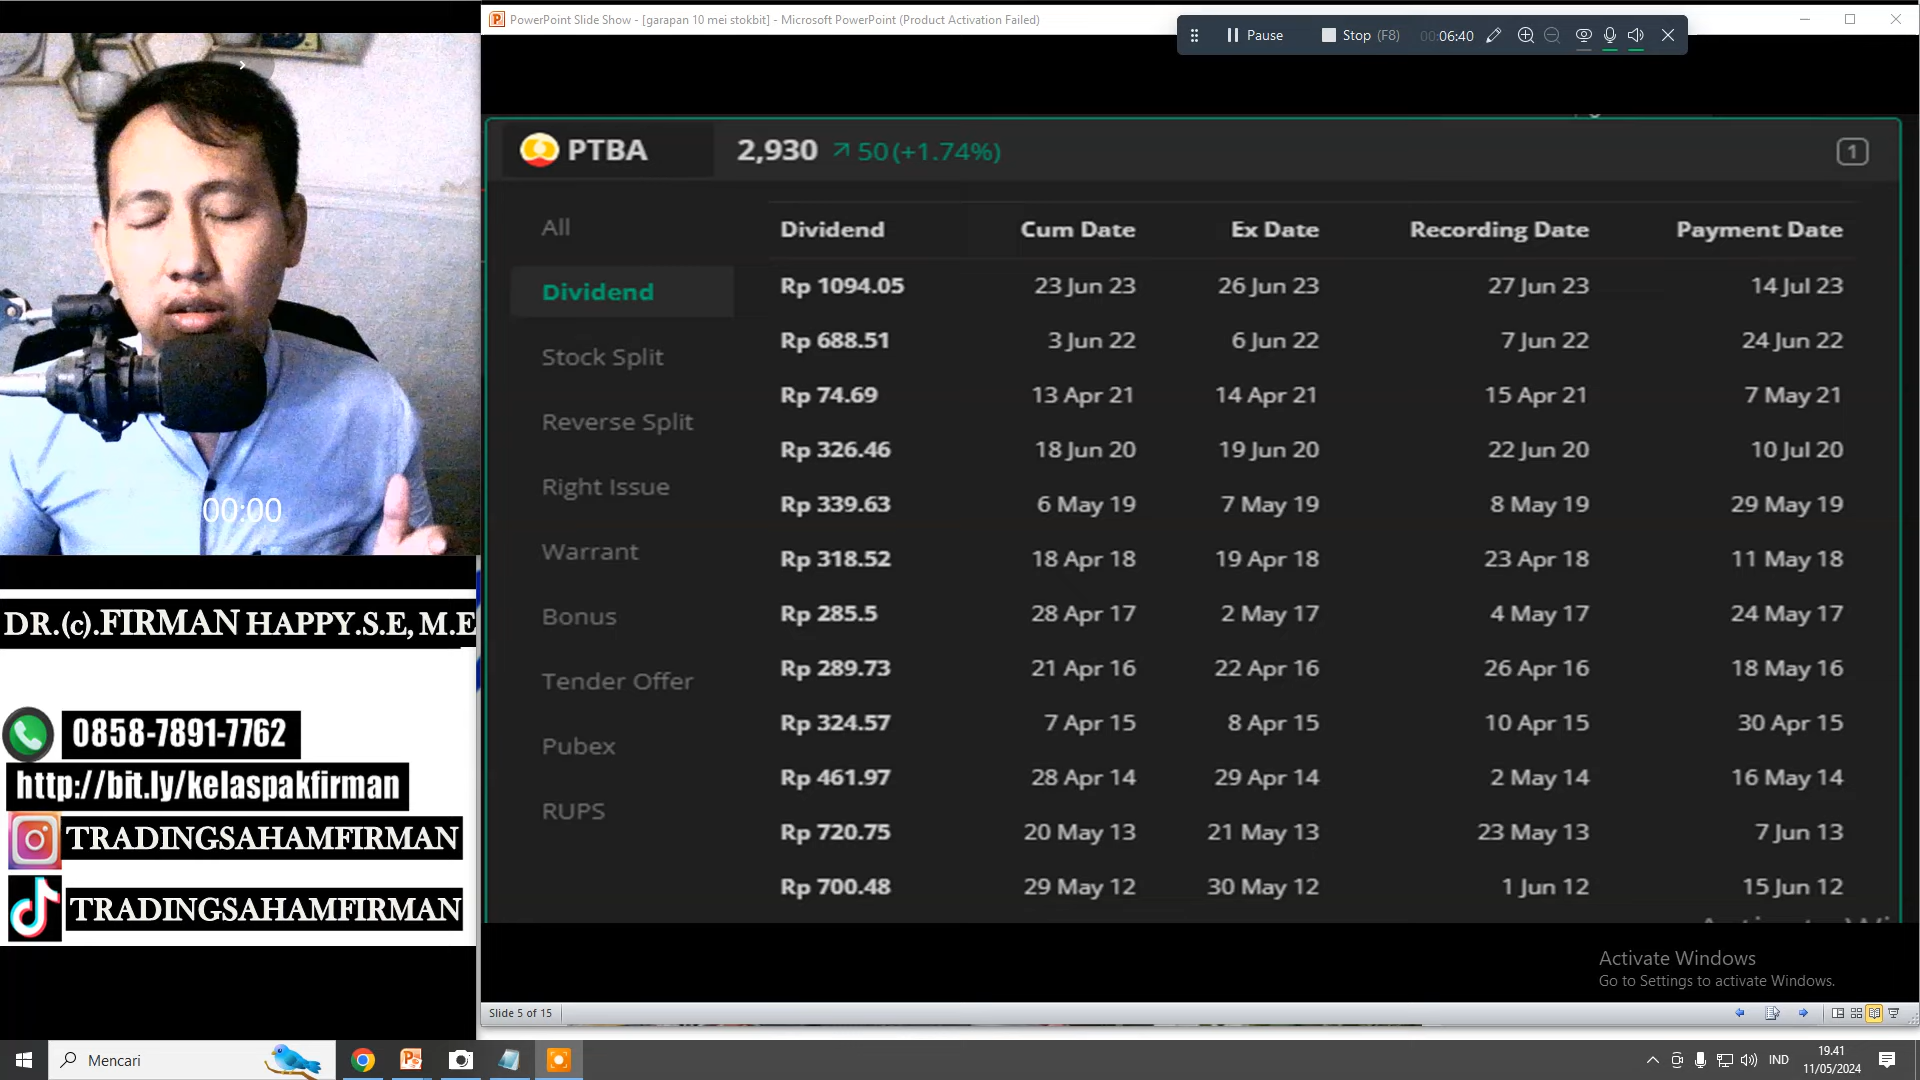 PowerPoint Slide Show - [garapan 10 mei stokbit] - Microsoft PowerPoint (Product Activation Failed)
Pause
Stop (F8)
00:06:40
PTBA
2,930
50 (+1.74%)
1
All
Dividend
Stock Split
Reverse Split
Right Issue
Warrant
Bonus
Tender Offer
Pubex
RUPS
Dividend Cum Date Ex Date Recording Date Payment Date
Rp 1094.05 23 Jun 23 26 Jun 23 27 Jun 23 14 Jul 23
Rp 688.51 3 Jun 22 6 Jun 22 7 Jun 22 24 Jun 22
Rp 74.69 13 Apr 21 14 Apr 21 15 Apr 21 7 May 21
Rp 326.46 18 Jun 20 19 Jun 20 22 Jun 20 10 Jul 20
Rp 339.63 6 May 19 7 May 19 8 May 19 29 May 19
Rp 318.52 18 Apr 18 19 Apr 18 23 Apr 18 11 May 18
Rp 285.5 28 Apr 17 2 May 17 4 May 17 24 May 17
Rp 289.73 21 Apr 16 22 Apr 16 26 Apr 16 18 May 16
Rp 324.57 7 Apr 15 8 Apr 15 10 Apr 15 30 Apr 15
Rp 461.97 28 Apr 14 29 Apr 14 2 May 14 16 May 14
Rp 720.75 20 May 13 21 May 13 23 May 13 7 Jun 13
Rp 700.48 29 May 12 30 May 12 1 Jun 12 15 Jun 12
00:00
DR.(c).FIRMAN HAPPY.S.E, M.E
0858-7891-7762
http://bit.ly/kelaspakfirman
TRADINGSAHAMFIRMAN
TRADINGSAHAMFIRMAN
Activate Windows
Go to Settings to activate Windows.
Slide 5 of 15
Mencari
IND
19.41
11/05/2024